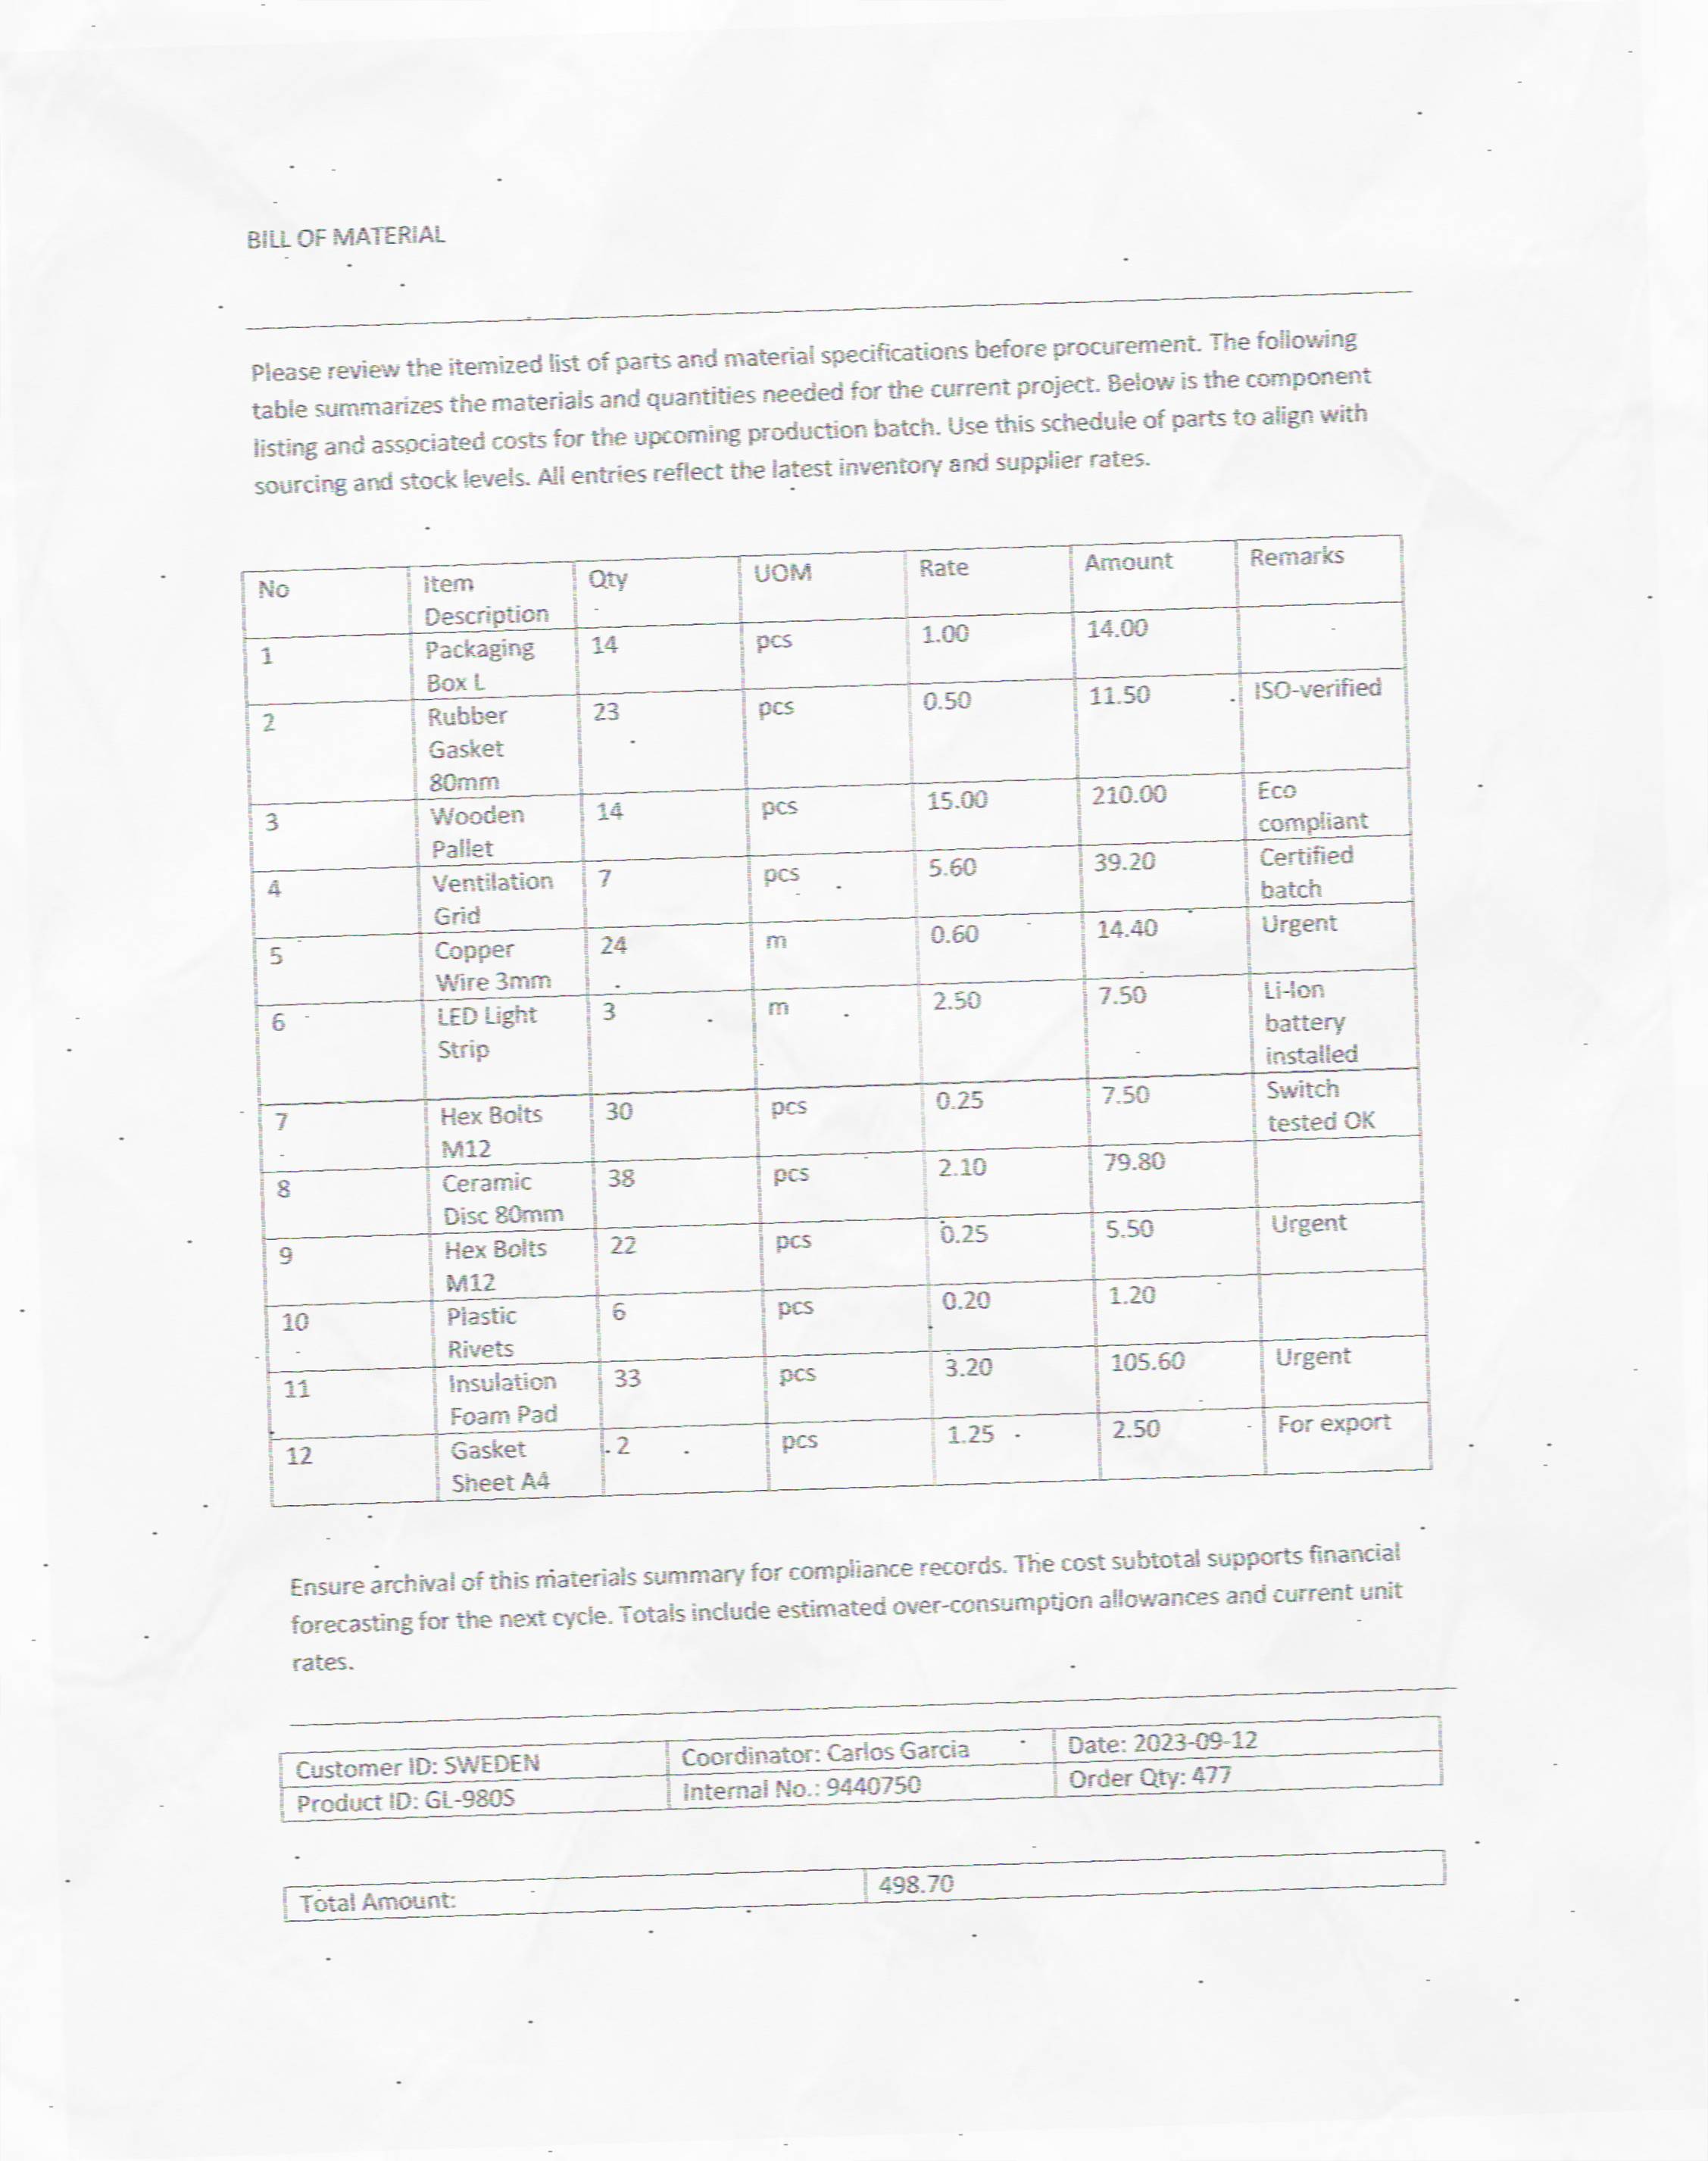 BILL OF MATERIAL
Please review the itemized list of parts and material specifications before procurement. The following
table summarizes the materials and quantities needed for the current project. Below is the component
listing and associated costs for the upcoming production batch. Use this schedule of parts to align with
sourcing and stock levels. All entries reflect the latest inventory and supplier rates.
No Item Description Qty UOM Rate Amount Remarks
1 Packaging Box L 14 pcs 1.00 14.00
2 Rubber Gasket 80mm 23 pcs 0.50 11.50 ISO-verified
3 Wooden Pallet 14 pcs 15.00 210.00 Eco compliant
4 Ventilation Grid 7 pcs 5.60 39.20 Certified batch
5 Copper Wire 3mm 24 m 0.60 14.40 Urgent
6 LED Light Strip 3 m 2.50 7.50 Li-Ion battery installed
7 Hex Bolts M12 30 pcs 0.25 7.50 Switch tested OK
8 Ceramic Disc 80mm 38 pcs 2.10 79.80
9 Hex Bolts M12 22 pcs 0.25 5.50 Urgent
10 Plastic Rivets 6 pcs 0.20 1.20
11 Insulation Foam Pad 33 pcs 3.20 105.60 Urgent
12 Gasket Sheet A4 2 pcs 1.25 2.50 For export
Ensure archival of this materials summary for compliance records. The cost subtotal supports financial
forecasting for the next cycle. Totals include estimated over-consumption allowances and current unit
rates.
Customer ID: SWEDEN Coordinator: Carlos Garcia Date: 2023-09-12
Product ID: GL-980S Internal No.: 9440750 Order Qty: 477
Total Amount: 498.70